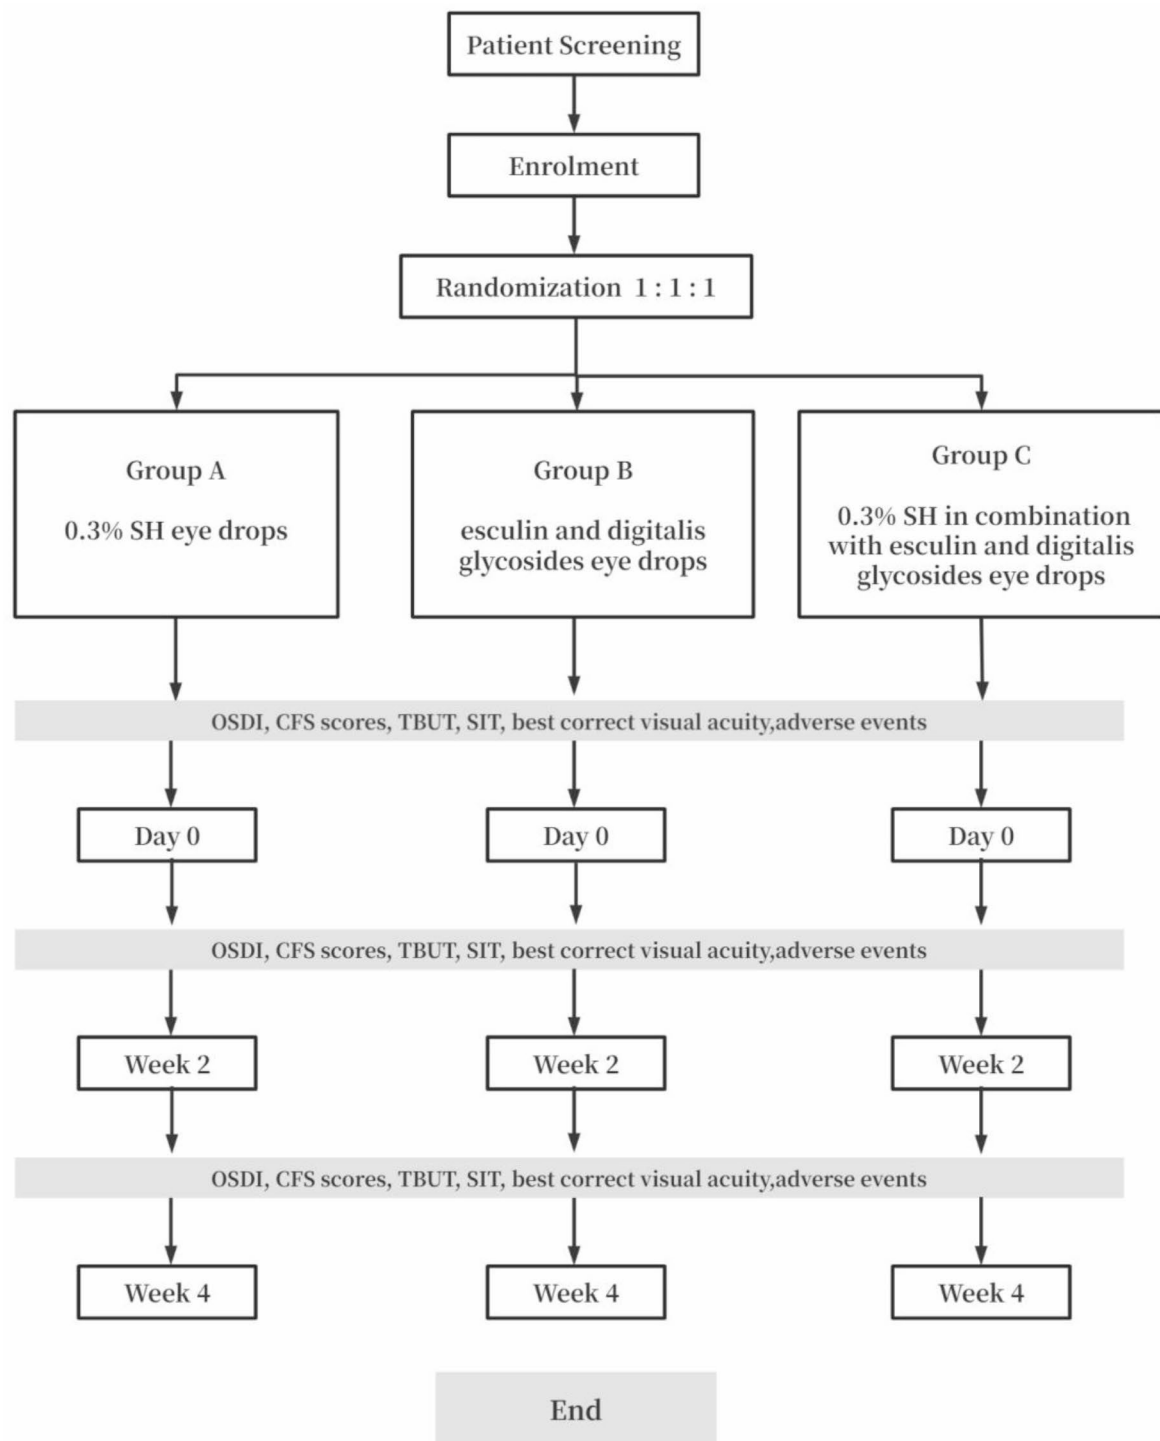 Patient Screening
Enrolment
Randomization 1 : 1 : 1
Group A
0.3% SH eye drops
Group B
esculin and digitalis
glycosides eye drops
Group C
0.3% SH in combination
with esculin and digitalis
glycosides eye drops
OSDI, CFS scores, TBUT, SIT, best correct visual acuity,adverse events
Day 0
Day 0
Day 0
OSDI, CFS scores, TBUT, SIT, best correct visual acuity,adverse events
Week 2
Week 2
Week 2
OSDI, CFS scores, TBUT, SIT, best correct visual acuity,adverse events
Week 4
Week 4
Week 4
End